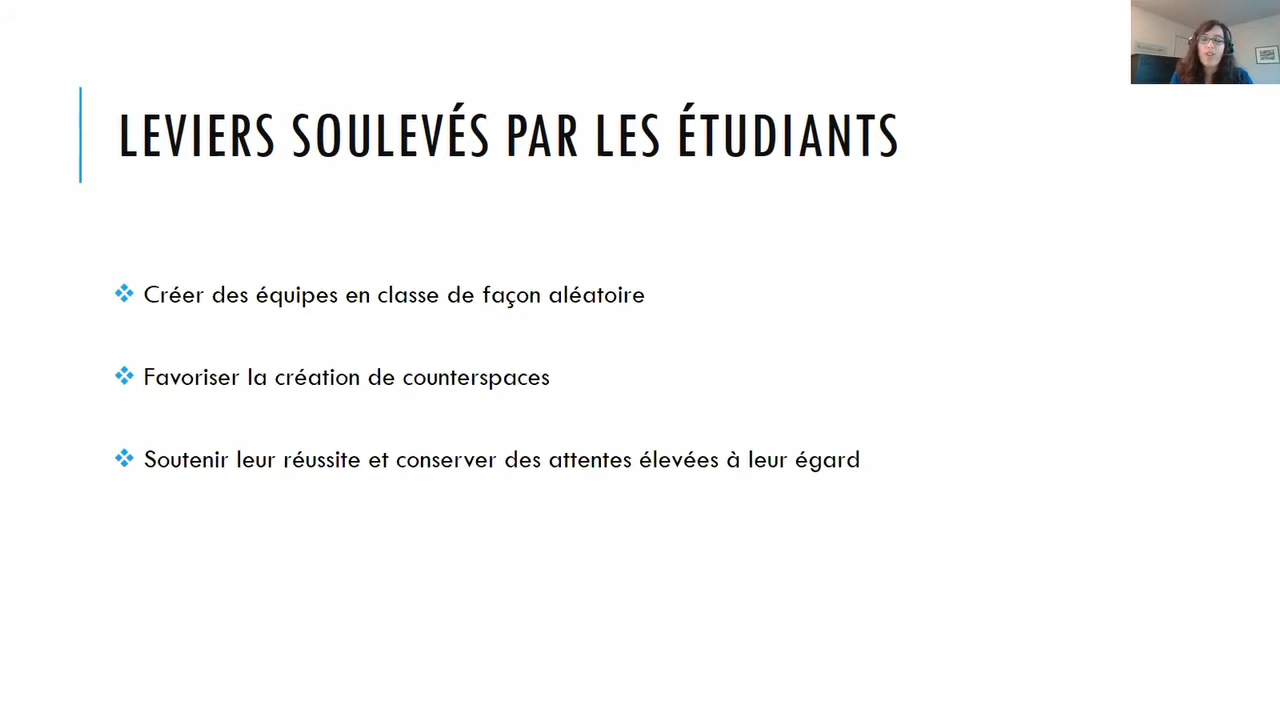 LEVIERS SOULEVÉS PAR LES ÉTUDIANTS
Créer des équipes en classe de façon aléatoire
Favoriser la création de counterspaces
Soutenir leur réussite et conserver des attentes élevées à leur égard